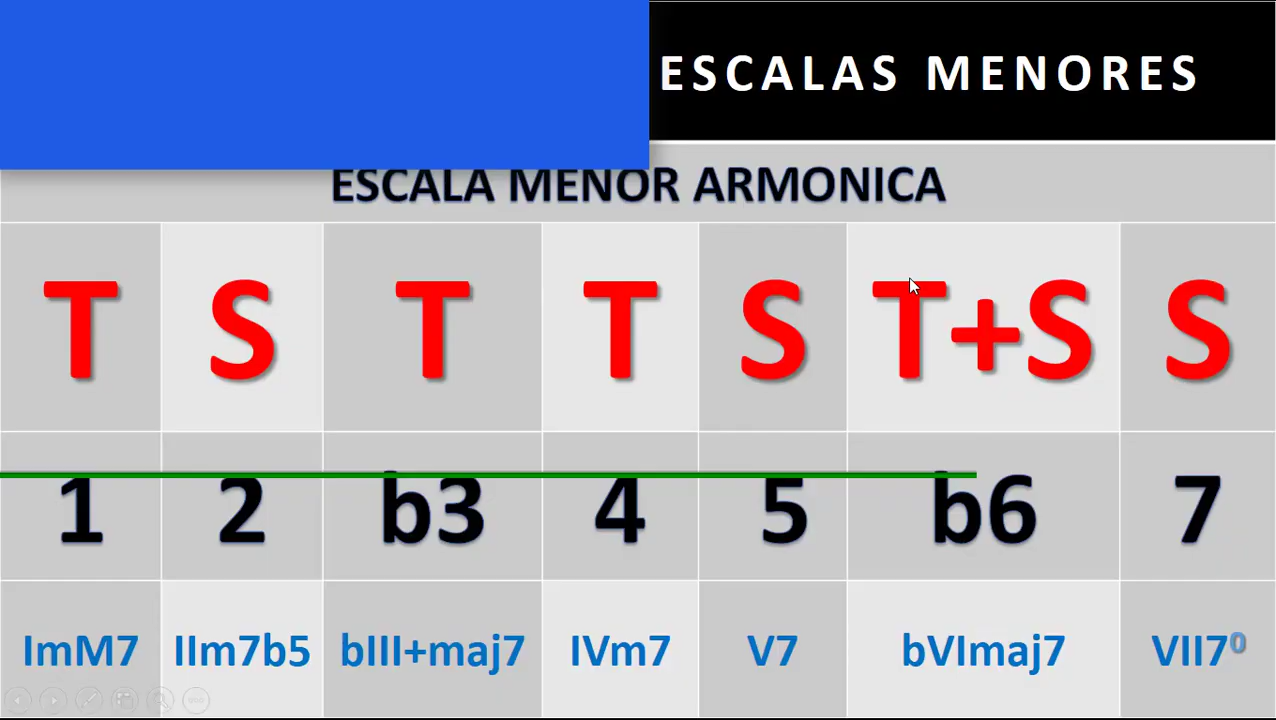 ESCALAS MENORES
ESCALA MENOR ARMONICA
T S T T S T+S S
1 2 b3 4 5 b6 7
ImM7 IIm7b5 bIII+maj7 IVm7 V7 bVImaj7 VII7⁰